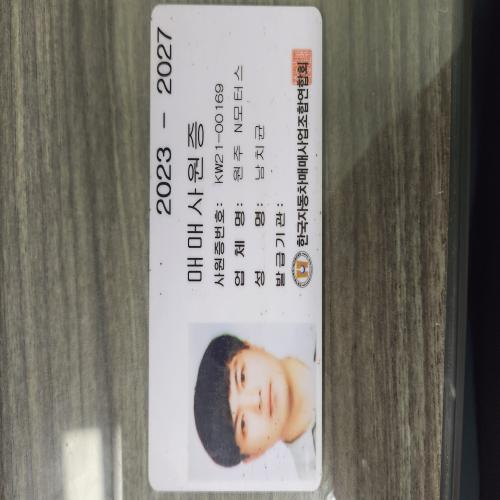 2023 - 2027
매매사원증
사원증번호: KW21-00169
업 체 명: 원주 N모터스
성 명: 남치균
발급기관:
한국자동차매매사업조합연합회